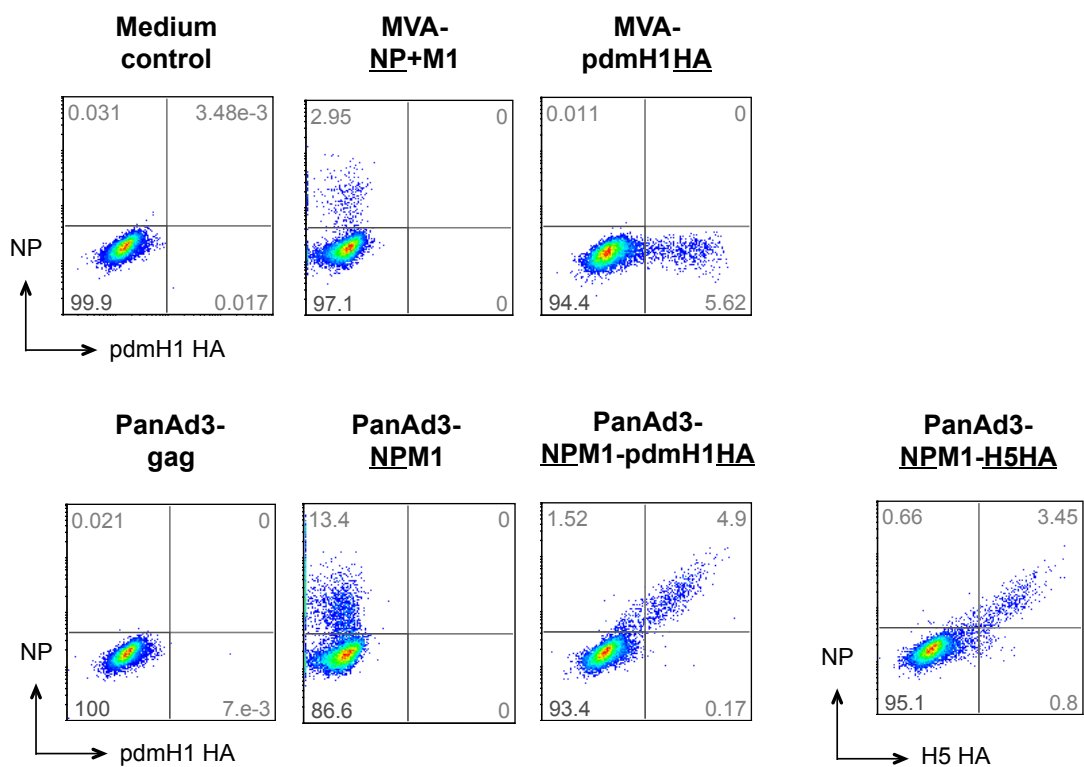 Medium
control
MVA-
NP+M1
MVA-
pdmH1HA
0.031 3.48e-3
99.9 0.017
2.95 0
97.1 0
0.011 0
94.4 5.62
NP
pdmH1 HA
PanAd3-
gag
PanAd3-
NPM1
PanAd3-
NPM1-pdmH1HA
PanAd3-
NPM1-H5HA
0.021 0
100 7.e-3
13.4 0
86.6 0
1.52 4.9
93.4 0.17
0.66 3.45
95.1 0.8
NP
pdmH1 HA
NP
H5 HA